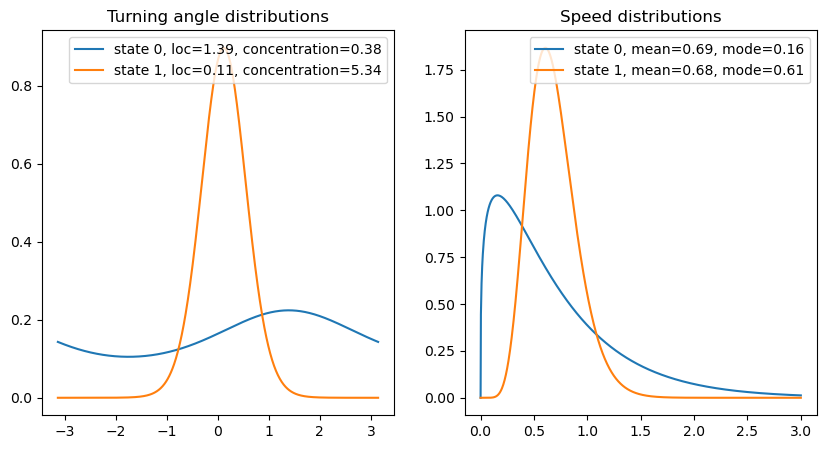 Turning angle distributions
state 0, loc=1.39, concentration=0.38
state 1, loc=0.11, concentration=5.34
0.8
0.6
0.4
0.2
0.0
−3 −2 −1 0 1 2 3
Speed distributions
state 0, mean=0.69, mode=0.16
state 1, mean=0.68, mode=0.61
1.75
1.50
1.25
1.00
0.75
0.50
0.25
0.00
0.0 0.5 1.0 1.5 2.0 2.5 3.0